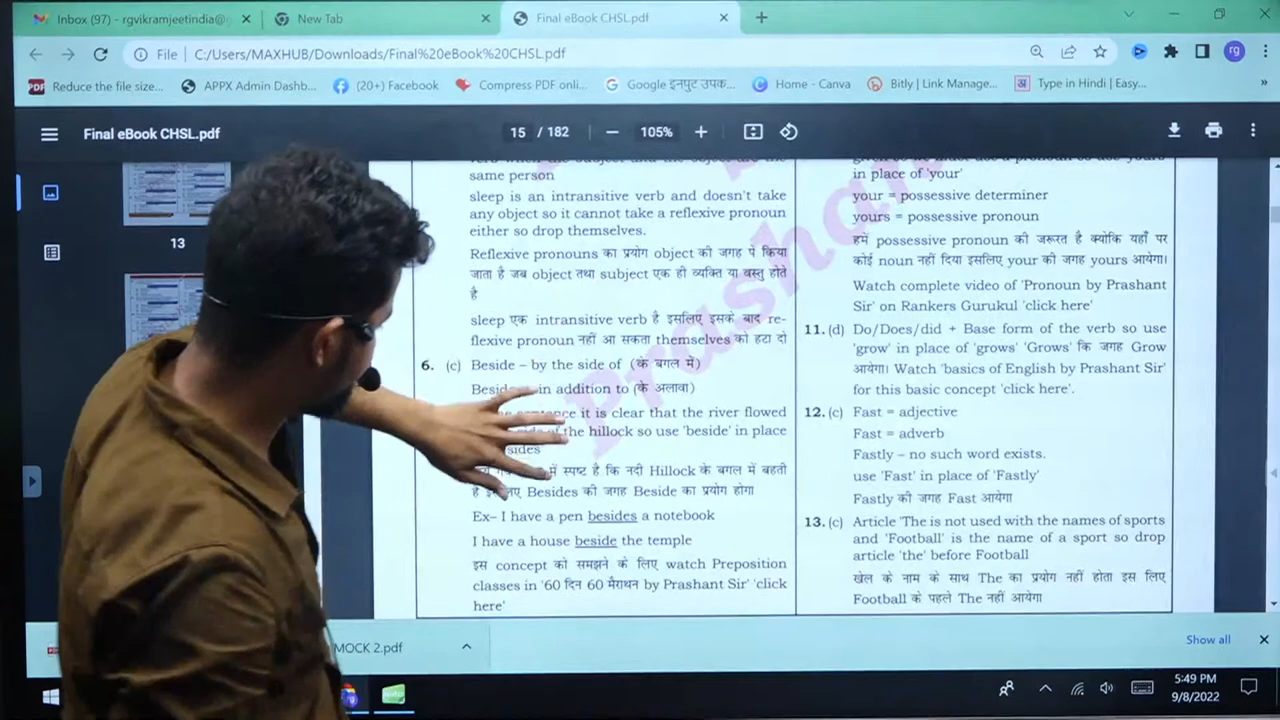 Inbox (97) - rgvikramjeetindia@g
New Tab
Final eBook CHSL.pdf
File
C:/Users/MAXHUB/Downloads/Final%20eBook%20CHSL.pdf
rg
PDF
Reduce the file size...
APPX Admin Dashb...
(20+) Facebook
Compress PDF onli...
Google इनपुट उपक...
Home - Canva
Bitly | Link Manage...
Type in Hindi | Easy...
»
Final eBook CHSL.pdf
15 / 182
105%
13
same person
sleep is an intransitive verb and doesn't take
any object so it cannot take a reflexive pronoun
either so drop themselves.
Reflexive pronouns का प्रयोग object की जगह पे किया
जाता है जब object तथा subject एक ही व्यक्ति या वस्तु होते
है
sleep एक intransitive verb है इसलिए इसके बाद re-
flexive pronoun नहीं आ सकता themselves को हटा दो
6. (c) Beside – by the side of (के बगल में)
in addition to (के अलावा)
it is clear that the river flowed
of the hillock so use 'beside' in place
में स्पष्ट है कि नदी Hillock के बगल में बहती
Besides की जगह Beside का प्रयोग होगा
Ex– I have a pen besides a notebook
I have a house beside the temple
इस concept को समझने के लिए watch Preposition
classes in '60 दिन 60 मैराथन by Prashant Sir' 'click
here'
in place of 'your'
your = possessive determiner
yours = possessive pronoun
हमें possessive pronoun की जरूरत है क्योंकि यहाँ पर
कोई noun नहीं दिया इसलिए your की जगह yours आयेगा।
Watch complete video of 'Pronoun by Prashant
Sir' on Rankers Gurukul 'click here'
11. (d) Do/Does/did + Base form of the verb so use
'grow' in place of 'grows' 'Grows' कि जगह Grow
आयेगा। Watch 'basics of English by Prashant Sir'
for this basic concept 'click here'.
12. (c) Fast = adjective
Fast = adverb
Fastly – no such word exists.
use 'Fast' in place of 'Fastly'
Fastly की जगह Fast आयेगा
13. (c) Article 'The is not used with the names of sports
and 'Football' is the name of a sport so drop
article 'the' before Football
खेल के नाम के साथ The का प्रयोग नहीं होता इस लिए
Football के पहले The नहीं आयेगा
MOCK 2.pdf
Show all
5:49 PM
9/8/2022